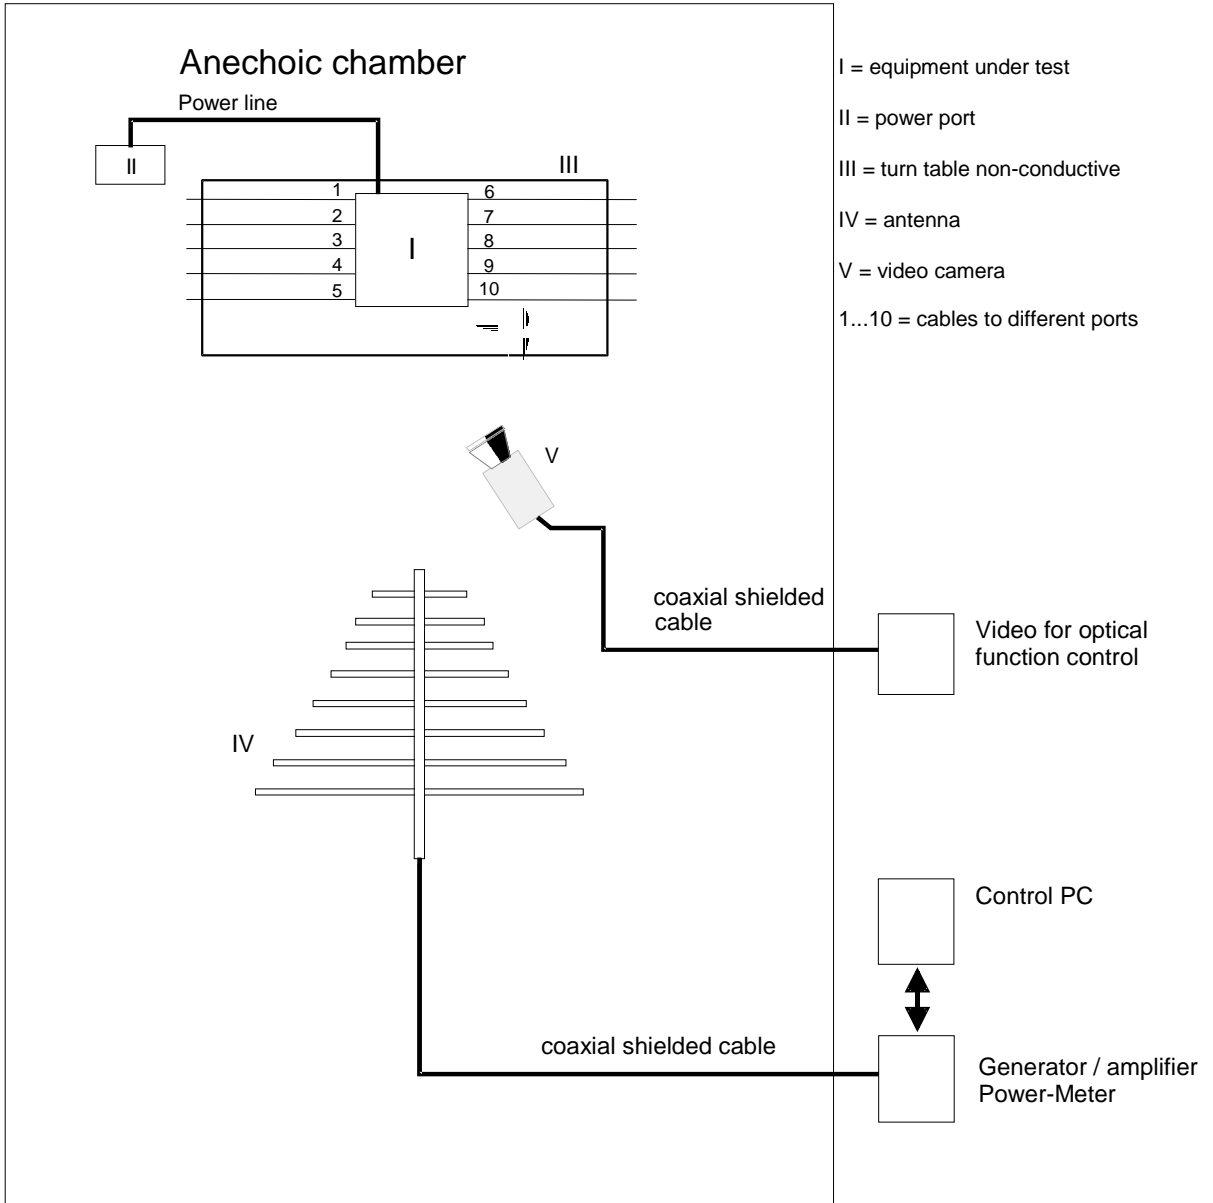 Anechoic chamber
Power line
II
III
I
1
2
3
4
5
6
7
8
9
10
I = equipment under test
II = power port
III = turn table non-conductive
IV = antenna
V = video camera
1...10 = cables to different ports
V
coaxial shielded
cable
Video for optical
function control
IV
Control PC
coaxial shielded cable
Generator / amplifier
Power-Meter